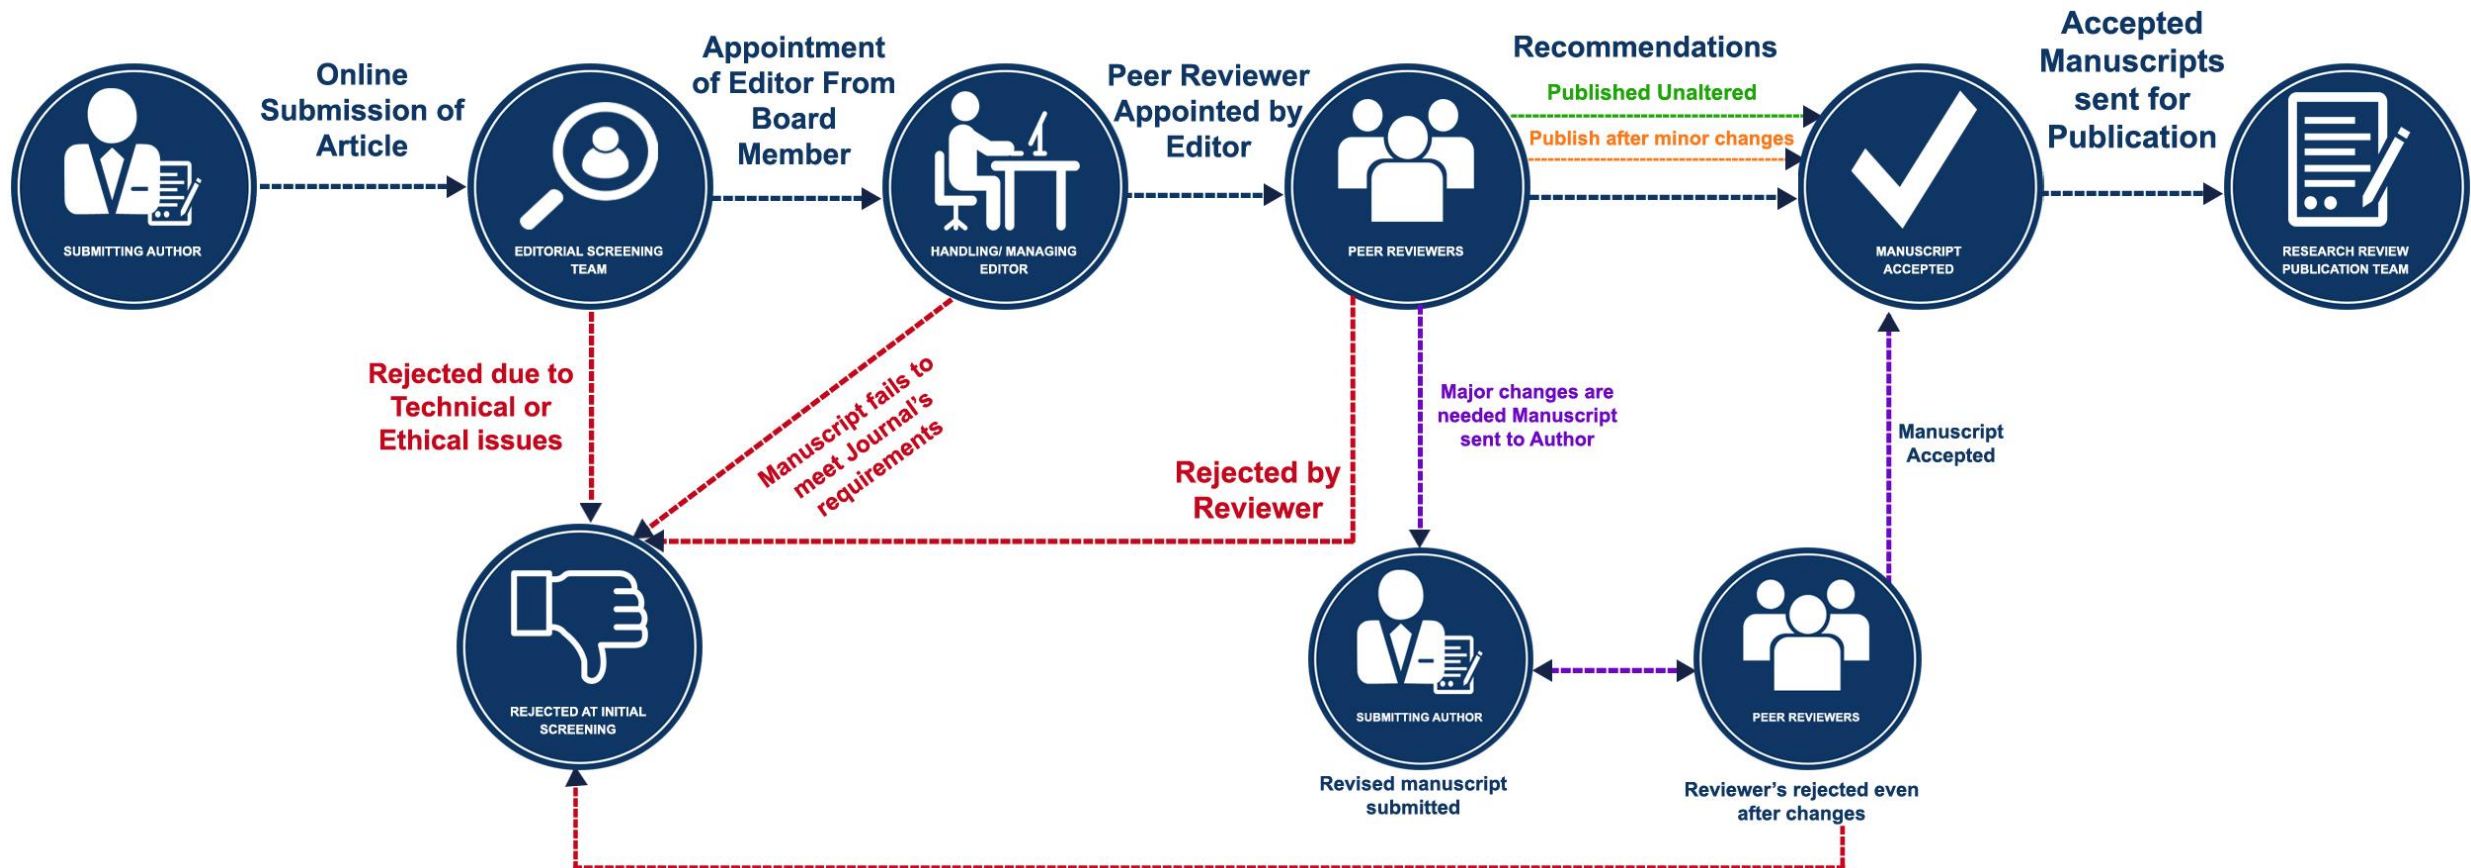 Online
Submission of
Article
Appointment
of Editor From
Board
Member
Peer Reviewer
Appointed by
Editor
Recommendations
Published Unaltered
Publish after minor changes
Accepted
Manuscripts
sent for
Publication
SUBMITTING AUTHOR
EDITORIAL SCREENING
TEAM
HANDLING/ MANAGING
EDITOR
PEER REVIEWERS
MANUSCRIPT
ACCEPTED
RESEARCH REVIEW
PUBLICATION TEAM
Rejected due to
Technical or
Ethical issues
Manuscript fails to
meet Journal's
requirements
Rejected by
Reviewer
Major changes are
needed Manuscript
sent to Author
Manuscript
Accepted
REJECTED AT INITIAL
SCREENING
SUBMITTING AUTHOR
PEER REVIEWERS
Revised manuscript
submitted
Reviewer's rejected even
after changes